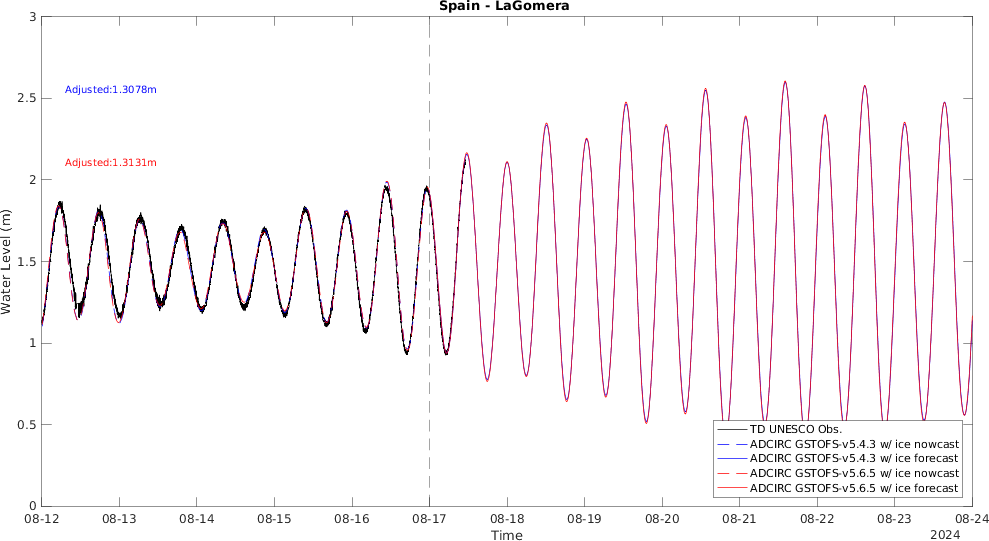 Spain - LaGomera
3
2.5
2
1.5
1
0.5
0
Water Level (m)
Adjusted:1.3078m
Adjusted:1.3131m
TD UNESCO Obs.
ADCIRC GSTOFS-v5.4.3 w/ ice nowcast
ADCIRC GSTOFS-v5.4.3 w/ ice forecast
ADCIRC GSTOFS-v5.6.5 w/ ice nowcast
ADCIRC GSTOFS-v5.6.5 w/ ice forecast
08-12 08-13 08-14 08-15 08-16 08-17 08-18 08-19 08-20 08-21 08-22 08-23 08-24
Time
2024